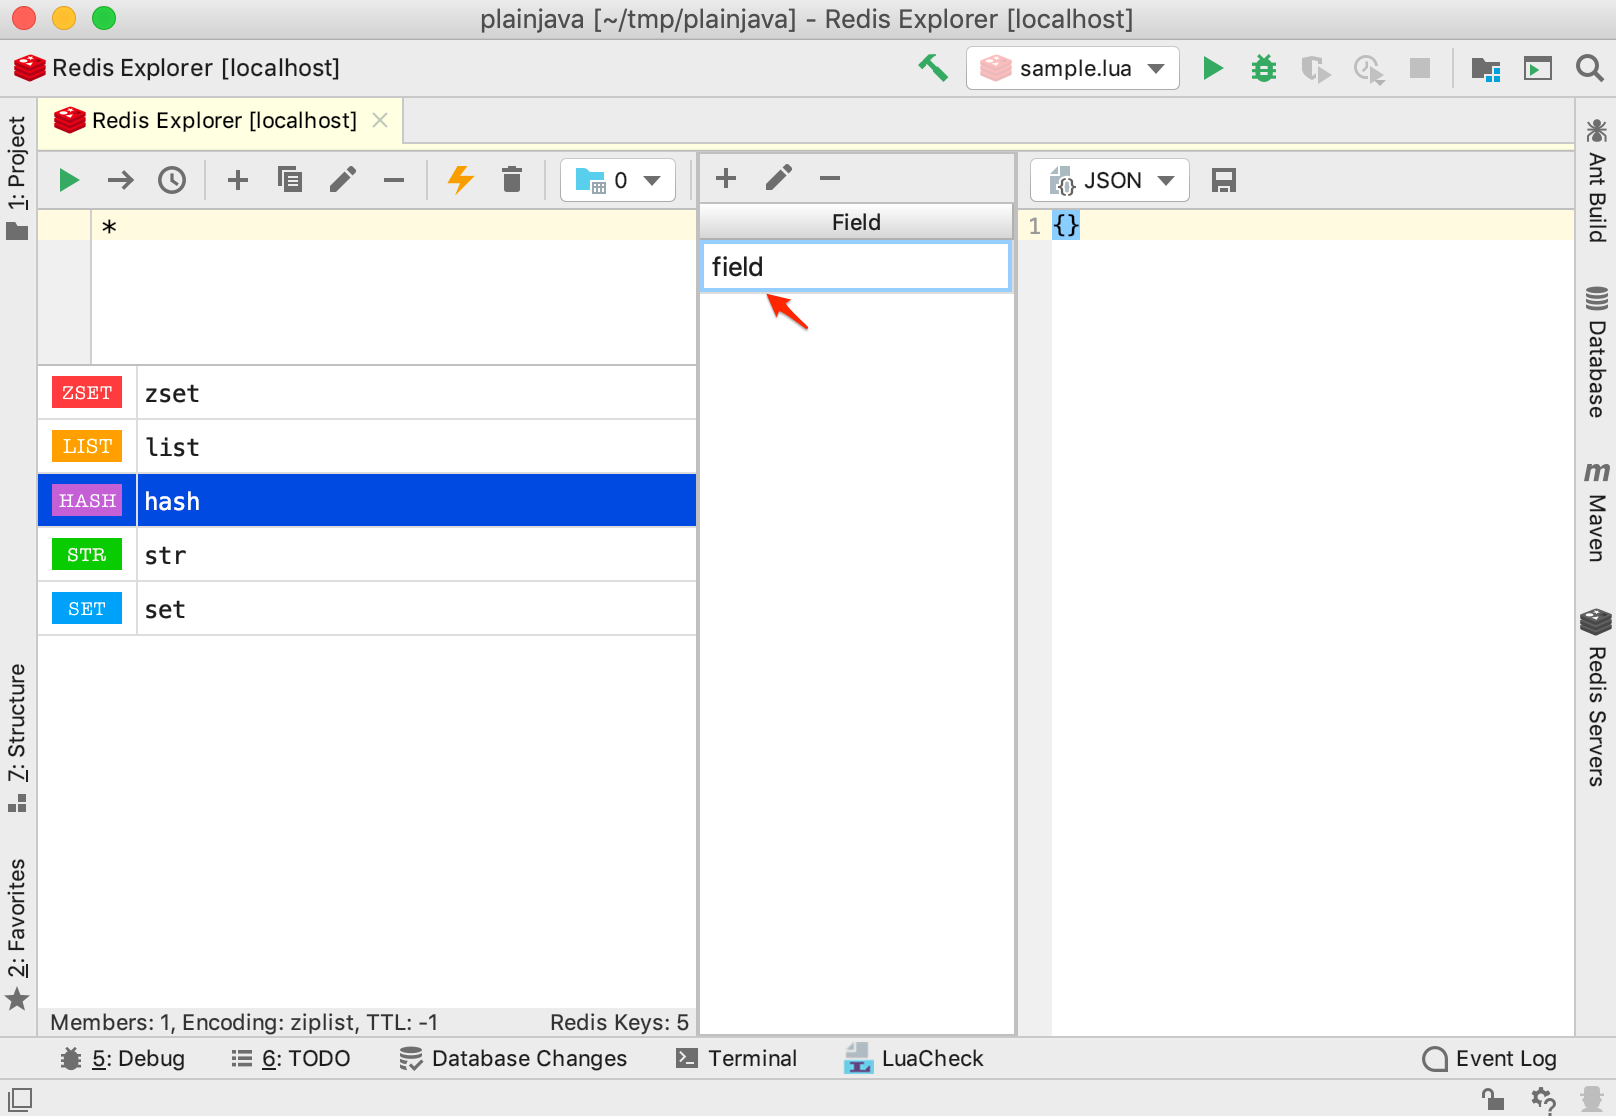 plainjava [~/tmp/plainjava] - Redis Explorer [localhost]
Redis Explorer [localhost]
sample.lua
1: Project
Redis Explorer [localhost]
0
JSON
*
Field
field
1 {}
ZSET zset
LIST list
HASH hash
STR str
SET set
7: Structure
2: Favorites
Ant Build
Database
m Maven
Redis Servers
Members: 1, Encoding: ziplist, TTL: -1
Redis Keys: 5
5: Debug
6: TODO
Database Changes
Terminal
L LuaCheck
Event Log